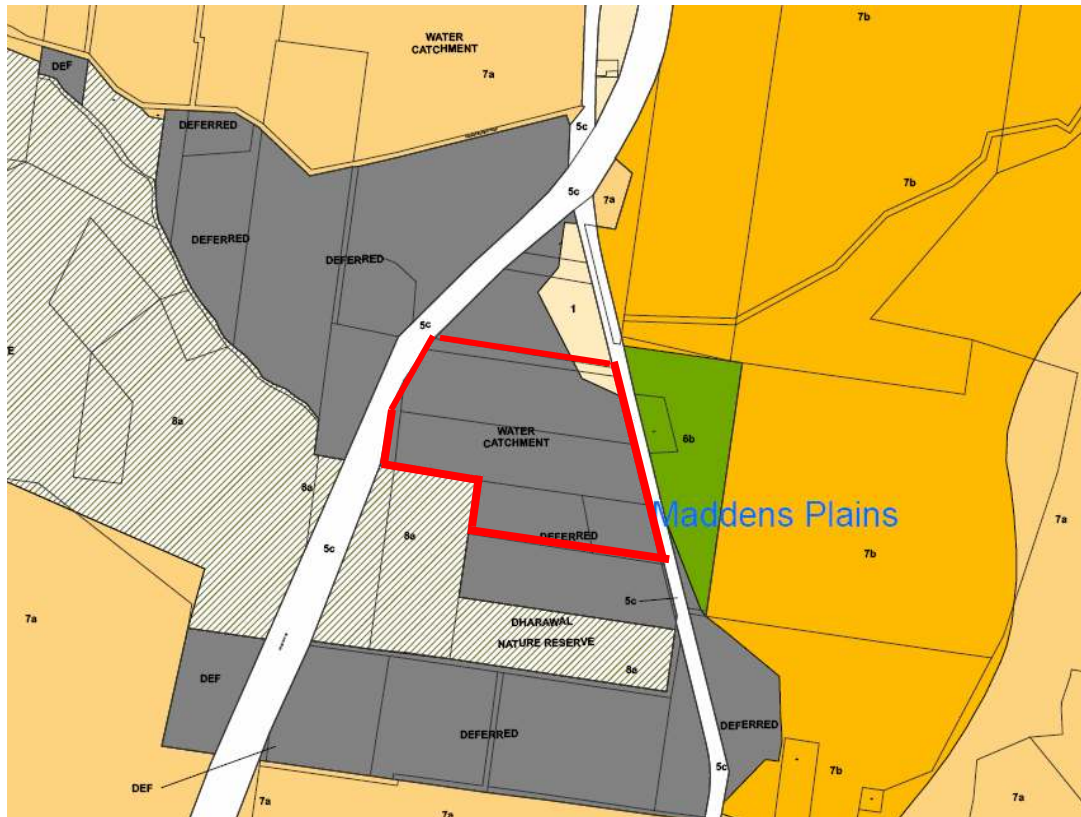 7b
WATER
CATCHMENT
7a
DEF
DEFERRED
5c
5c
7b
7a
DEFERRED
DEFERRED
1
5c
E
8a
WATER
CATCHMENT
6b
8a
7a
Maddens Plains
8a
DEFERRED
5c
7b
5c
7a
DHARAWAL
NATURE RESERVE
8a
DEF
DEFERRED
DEFERRED
5c
7b
DEF
7a
7a
7a